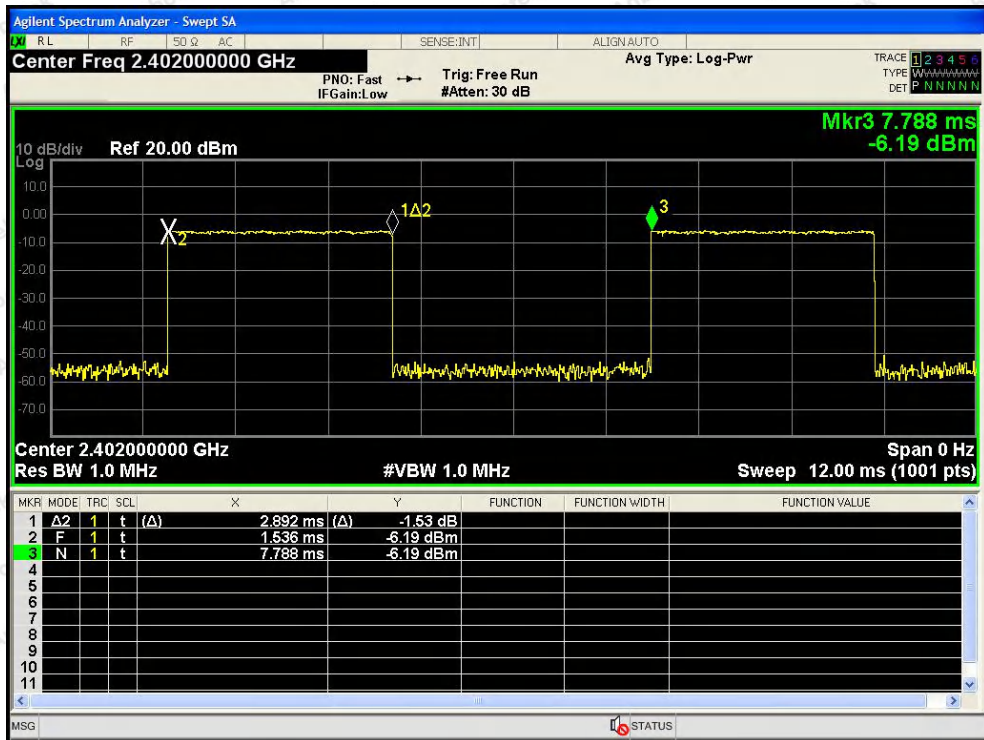 Agilent Spectrum Analyzer - Swept SA
LXI RL RF 50 Ω AC SENSE:INT ALIGNAUTO
Center Freq 2.402000000 GHz
PNO: Fast
IFGain:Low
Trig: Free Run
#Atten: 30 dB
Avg Type: Log-Pwr
TRACE 1 2 3 4 5 6
TYPE WWWWWW
DET P N N N N N
Mkr3 7.788 ms
-6.19 dBm
10 dB/div Ref 20.00 dBm
Log
10.0
0.00
-10.0
-20.0
-30.0
-40.0
-50.0
-60.0
-70.0
X2
1Δ2
3
Center 2.402000000 GHz Span 0 Hz
Res BW 1.0 MHz #VBW 1.0 MHz Sweep 12.00 ms (1001 pts)
MKR MODE TRC SCL X Y FUNCTION FUNCTION WIDTH FUNCTION VALUE
1 Δ2 1 t (Δ) 2.892 ms (Δ) -1.53 dB
2 F 1 t 1.536 ms -6.19 dBm
3 N 1 t 7.788 ms -6.19 dBm
4
5
6
7
8
9
10
11
MSG STATUS